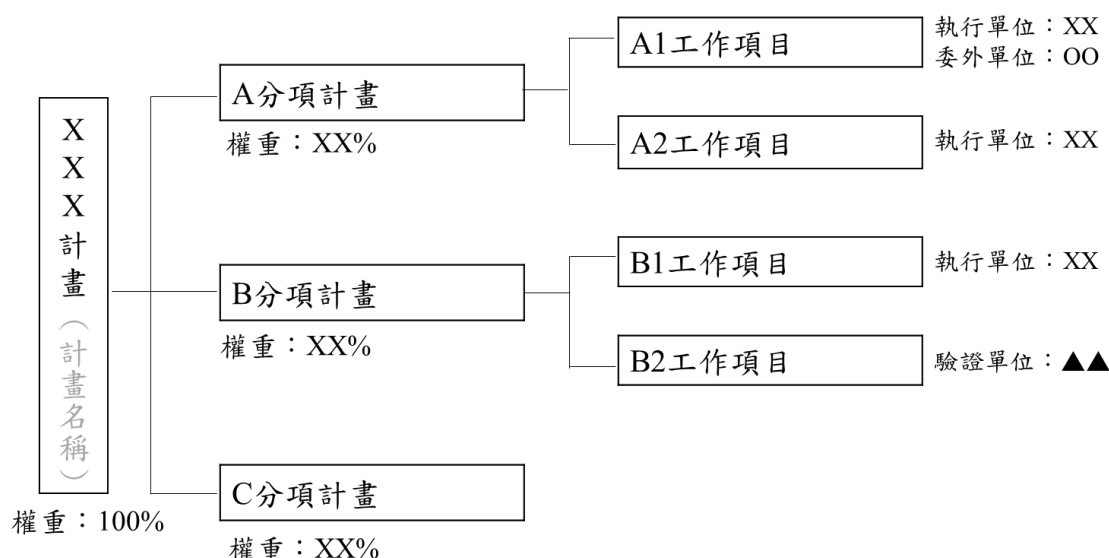 XXX計畫(計畫名稱)
權重:100%
A分項計畫
權重:XX%
A1工作項目
執行單位:XX
委外單位:OO
A2工作項目
執行單位:XX
B分項計畫
權重:XX%
B1工作項目
執行單位:XX
B2工作項目
驗證單位:▲▲
C分項計畫
權重:XX%